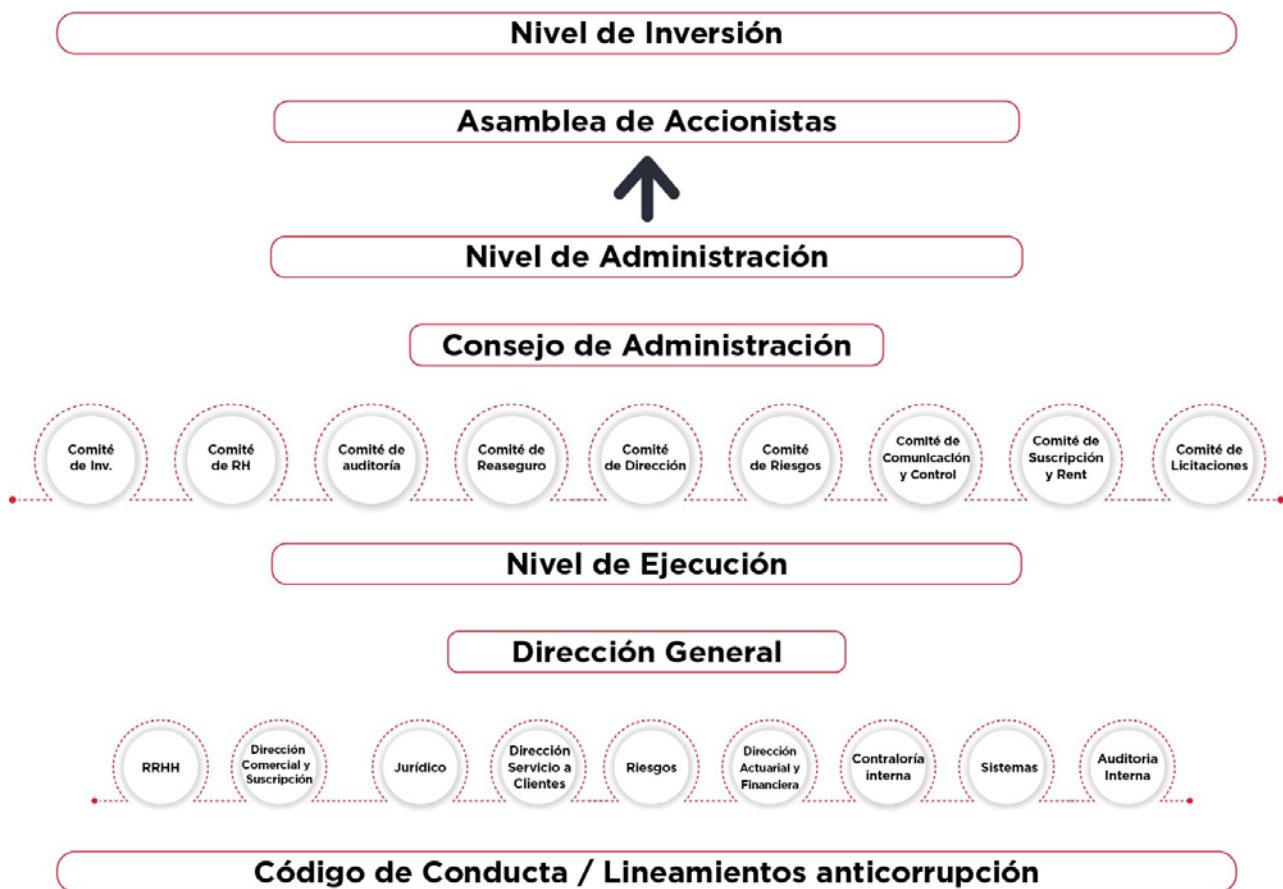 Nivel de Inversión
Asamblea de Accionistas
Nivel de Administración
Consejo de Administración
Comité
de Inv.
Comité
de RH
Comité de
auditoría
Comité de
Reaseguro
Comité
de Dirección
Comité
de Riesgos
Comité de
Comunicación
y Control
Comité de
Suscripción
y Rent
Comité de
Licitaciones
Nivel de Ejecución
Dirección General
RRHH
Dirección
Comercial y
Suscripción
Jurídico
Dirección
Servicio a
Clientes
Riesgos
Dirección
Actuarial y
Financiera
Contraloría
interna
Sistemas
Auditoria
Interna
Código de Conducta / Lineamientos anticorrupción